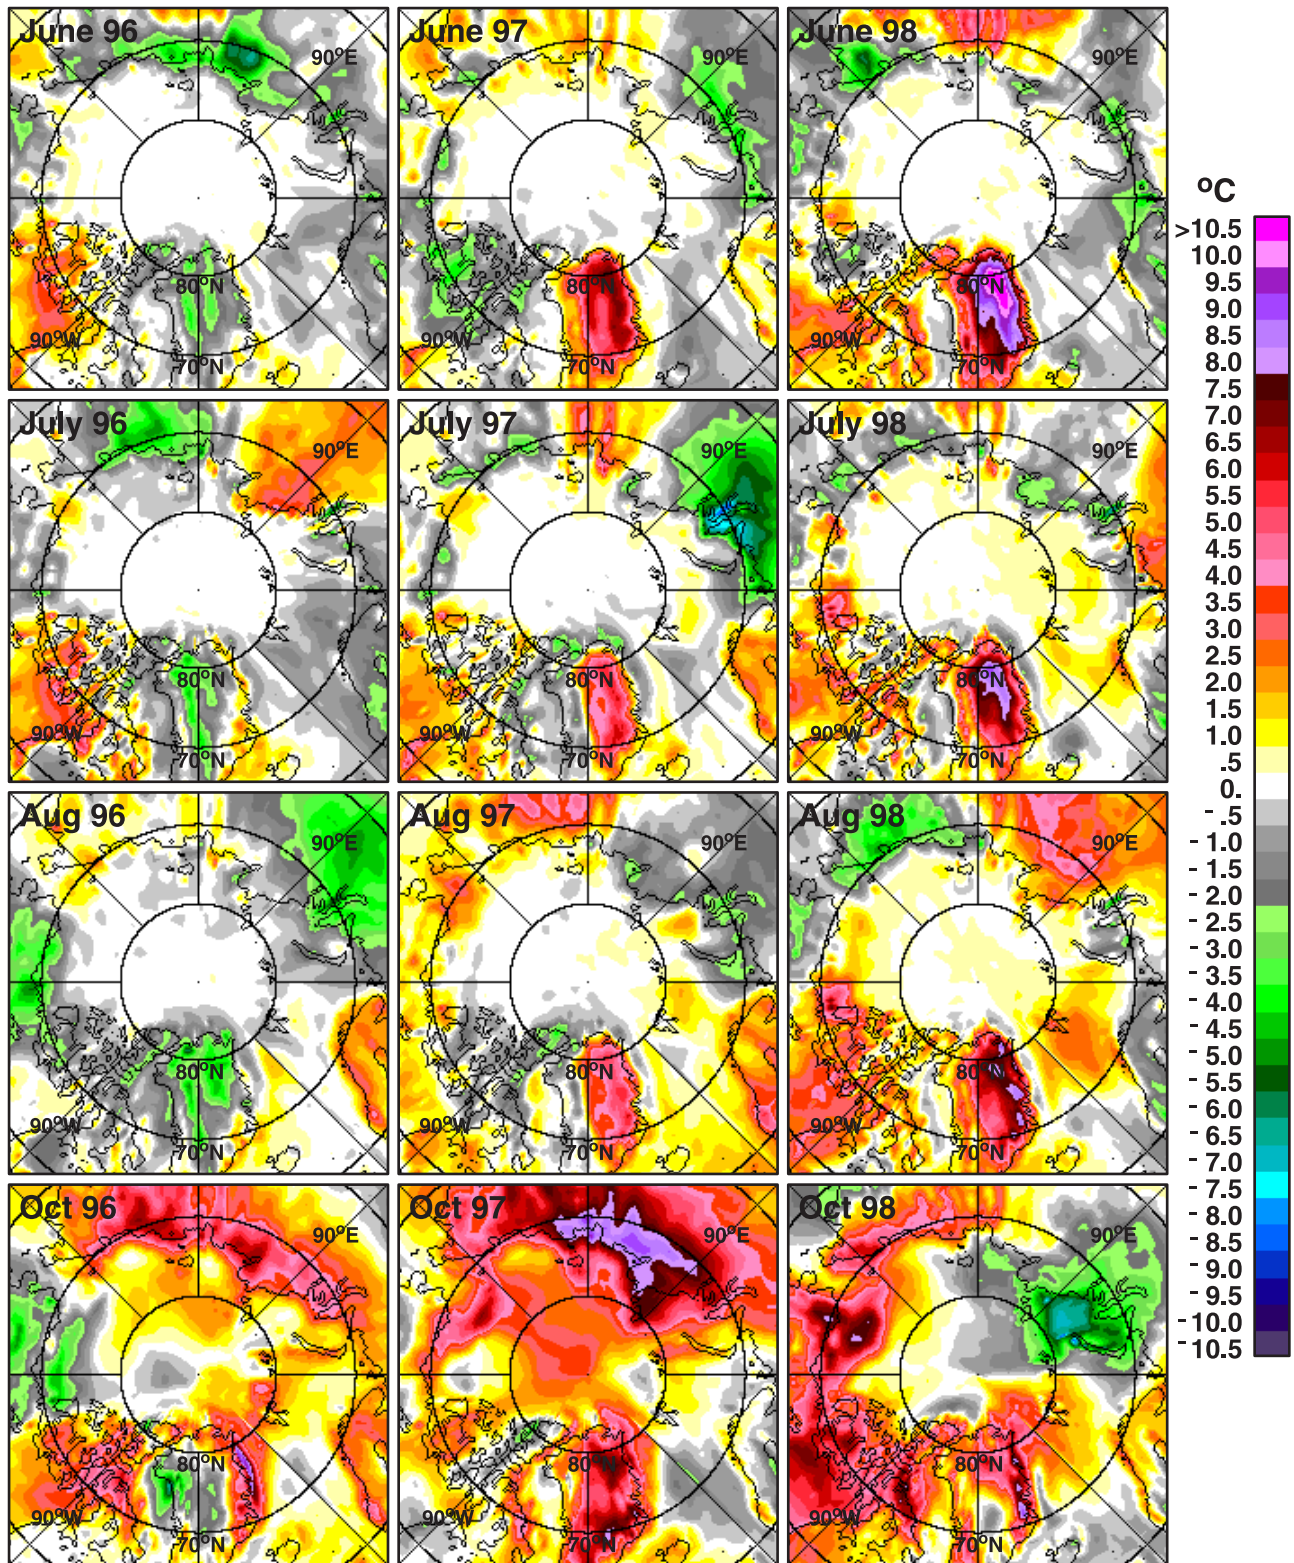 June 96
90°E
80°N
90°W
70°N
June 97
90°E
80°N
90°W
70°N
June 98
90°E
80°N
90°W
70°N
July 96
90°E
80°N
90°W
70°N
July 97
90°E
80°N
90°W
70°N
July 98
90°E
80°N
90°W
70°N
Aug 96
90°E
80°N
90°W
70°N
Aug 97
90°E
80°N
90°W
70°N
Aug 98
90°E
80°N
90°W
70°N
Oct 96
90°E
80°N
90°W
70°N
Oct 97
90°E
80°N
90°W
70°N
Oct 98
90°E
80°N
90°W
70°N
°C
>10.5
10.0
9.5
9.0
8.5
8.0
7.5
7.0
6.5
6.0
5.5
5.0
4.5
4.0
3.5
3.0
2.5
2.0
1.5
1.0
.5
0.
-.5
-1.0
-1.5
-2.0
-2.5
-3.0
-3.5
-4.0
-4.5
-5.0
-5.5
-6.0
-6.5
-7.0
-7.5
-8.0
-8.5
-9.0
-9.5
-10.0
-10.5